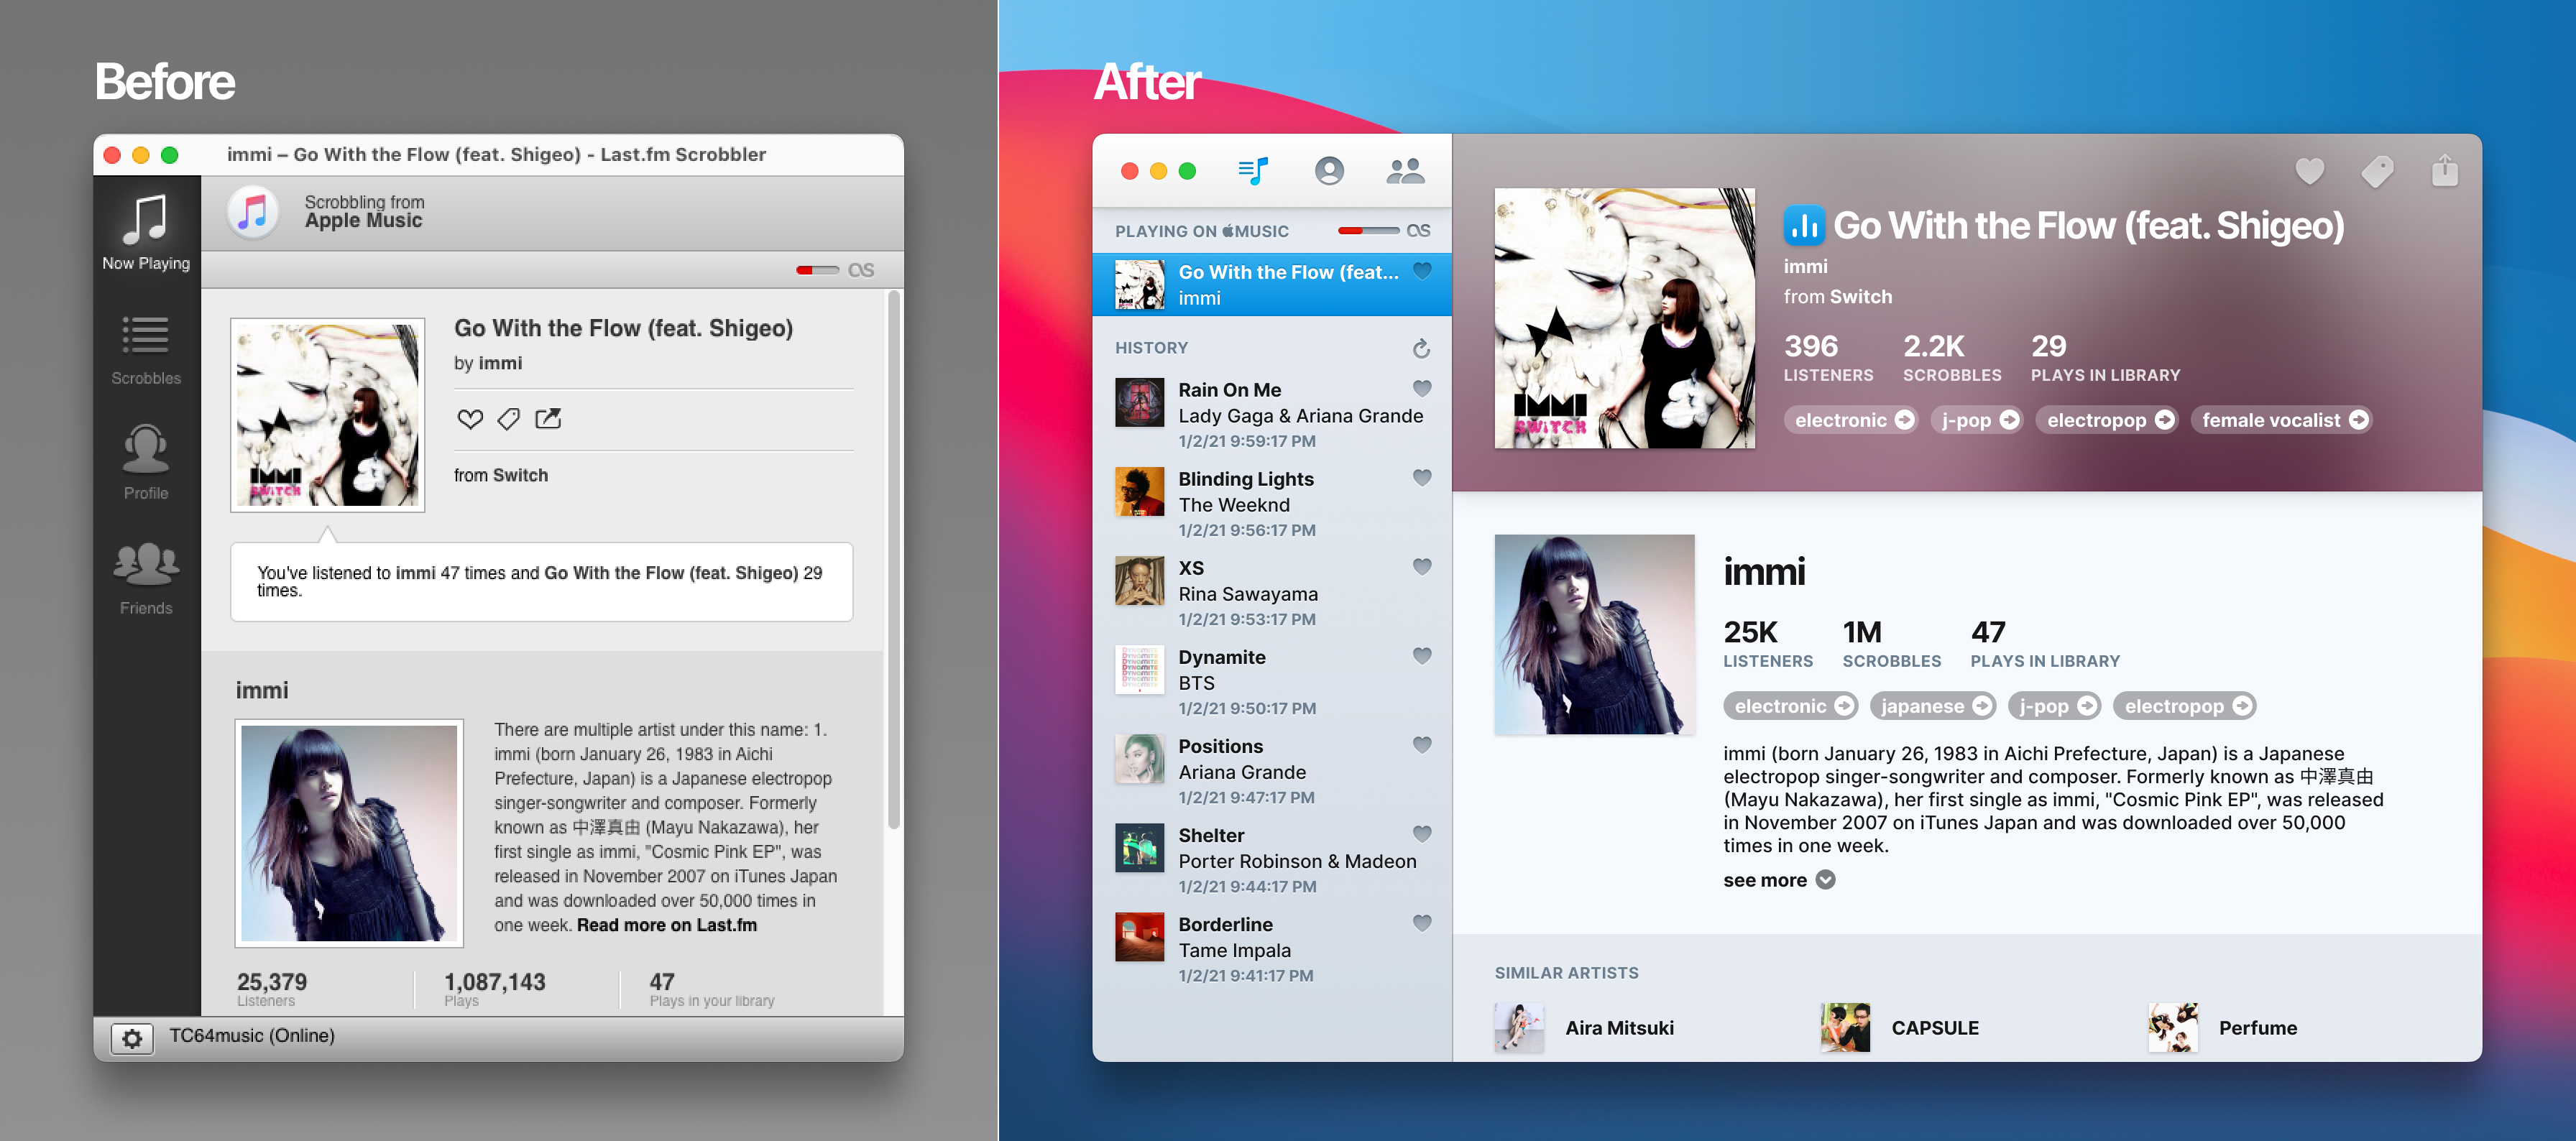 Before
immi – Go With the Flow (feat. Shigeo) - Last.fm Scrobbler
Now Playing
Scrobbles
Profile
Friends
Scrobbling from
Apple Music
Go With the Flow (feat. Shigeo)
by immi
from Switch
IMMI
SWITCH
You've listened to immi 47 times and Go With the Flow (feat. Shigeo) 29
times.
immi
There are multiple artist under this name: 1.
immi (born January 26, 1983 in Aichi
Prefecture, Japan) is a Japanese electropop
singer-songwriter and composer. Formerly
known as 中澤真由 (Mayu Nakazawa), her
first single as immi, "Cosmic Pink EP", was
released in November 2007 on iTunes Japan
and was downloaded over 50,000 times in
one week. Read more on Last.fm
25,379
Listeners
1,087,143
Plays
47
Plays in your library
TC64music (Online)
After
PLAYING ON MUSIC
Go With the Flow (feat...
immi
HISTORY
Rain On Me
Lady Gaga & Ariana Grande
1/2/21 9:59:17 PM
Blinding Lights
The Weeknd
1/2/21 9:56:17 PM
XS
Rina Sawayama
1/2/21 9:53:17 PM
Dynamite
BTS
1/2/21 9:50:17 PM
Positions
Ariana Grande
1/2/21 9:47:17 PM
Shelter
Porter Robinson & Madeon
1/2/21 9:44:17 PM
Borderline
Tame Impala
1/2/21 9:41:17 PM
IMMI
SWITCH
Go With the Flow (feat. Shigeo)
immi
from Switch
396
LISTENERS
2.2K
SCROBBLES
29
PLAYS IN LIBRARY
electronic
j-pop
electropop
female vocalist
immi
25K
LISTENERS
1M
SCROBBLES
47
PLAYS IN LIBRARY
electronic
japanese
j-pop
electropop
immi (born January 26, 1983 in Aichi Prefecture, Japan) is a Japanese
electropop singer-songwriter and composer. Formerly known as 中澤真由
(Mayu Nakazawa), her first single as immi, "Cosmic Pink EP", was released
in November 2007 on iTunes Japan and was downloaded over 50,000
times in one week.
see more
SIMILAR ARTISTS
Aira Mitsuki
CAPSULE
Perfume